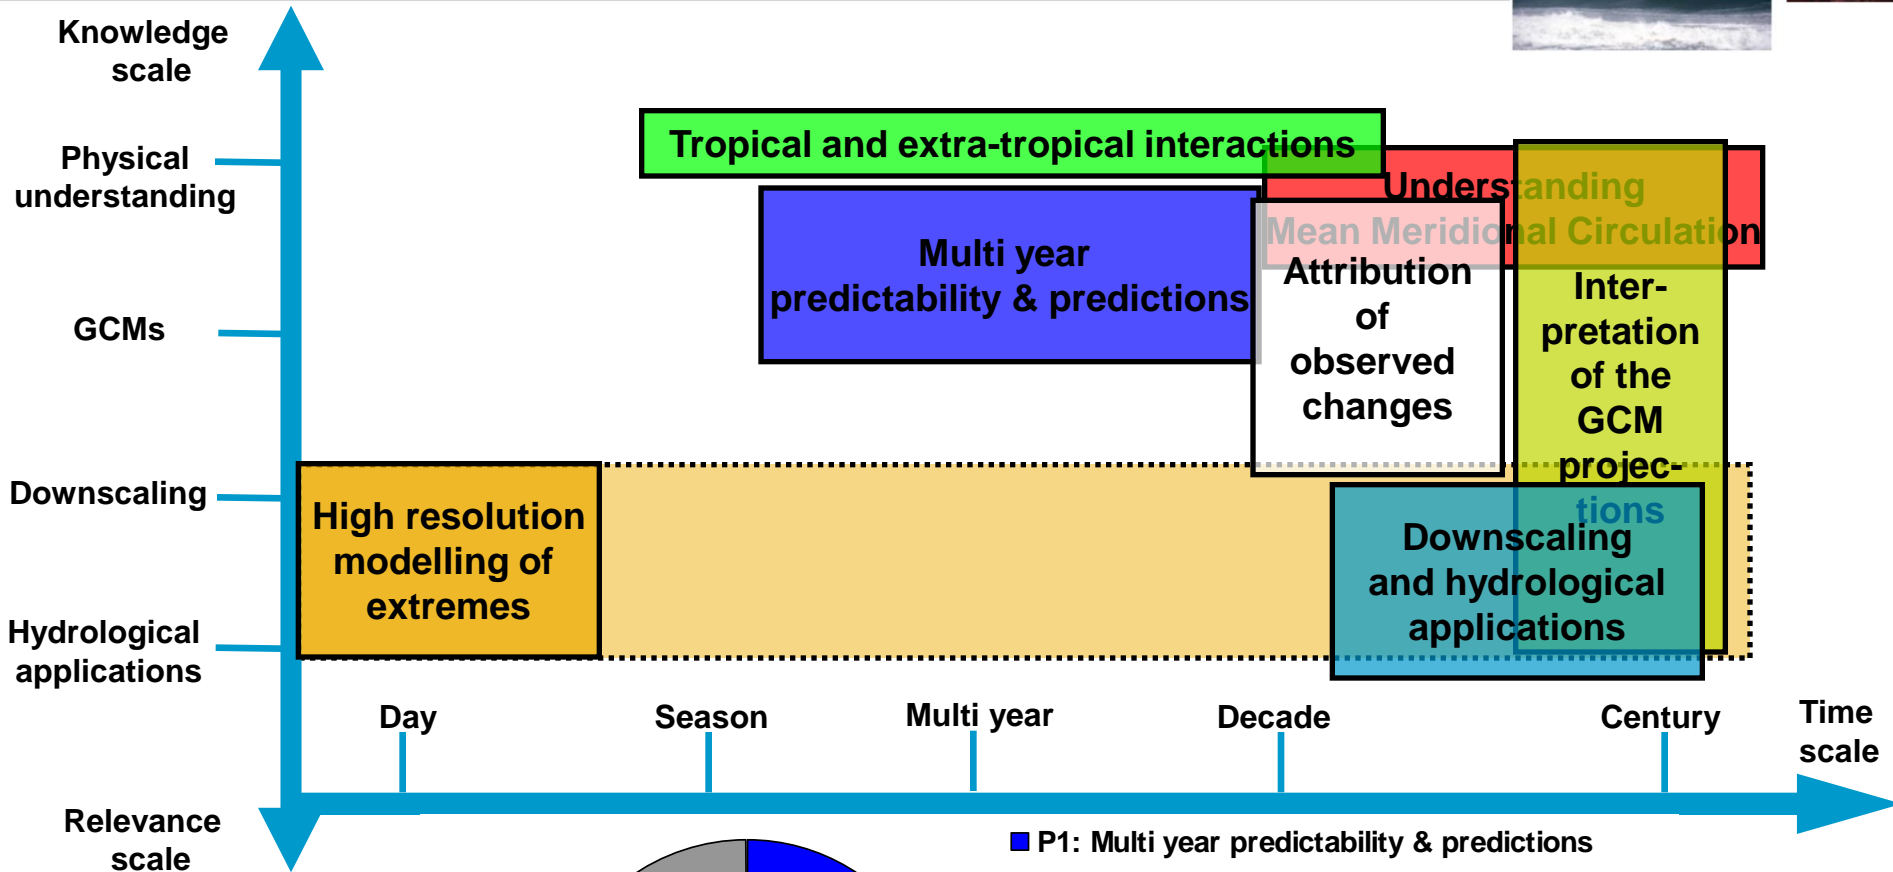 Knowledge
scale
Physical
understanding
GCMs
Downscaling
Hydrological
applications
Relevance
scale
Tropical and extra-tropical interactions
Understanding
Mean Meridional Circulation
Multi year
predictability & predictions
Attribution
of
observed
changes
Inter-
pretation
of the
GCM
projec-
tions
High resolution
modelling of
extremes
Downscaling
and hydrological
applications
Day
Season
Multi year
Decade
Century
Time
scale
P1: Multi year predictability & predictions